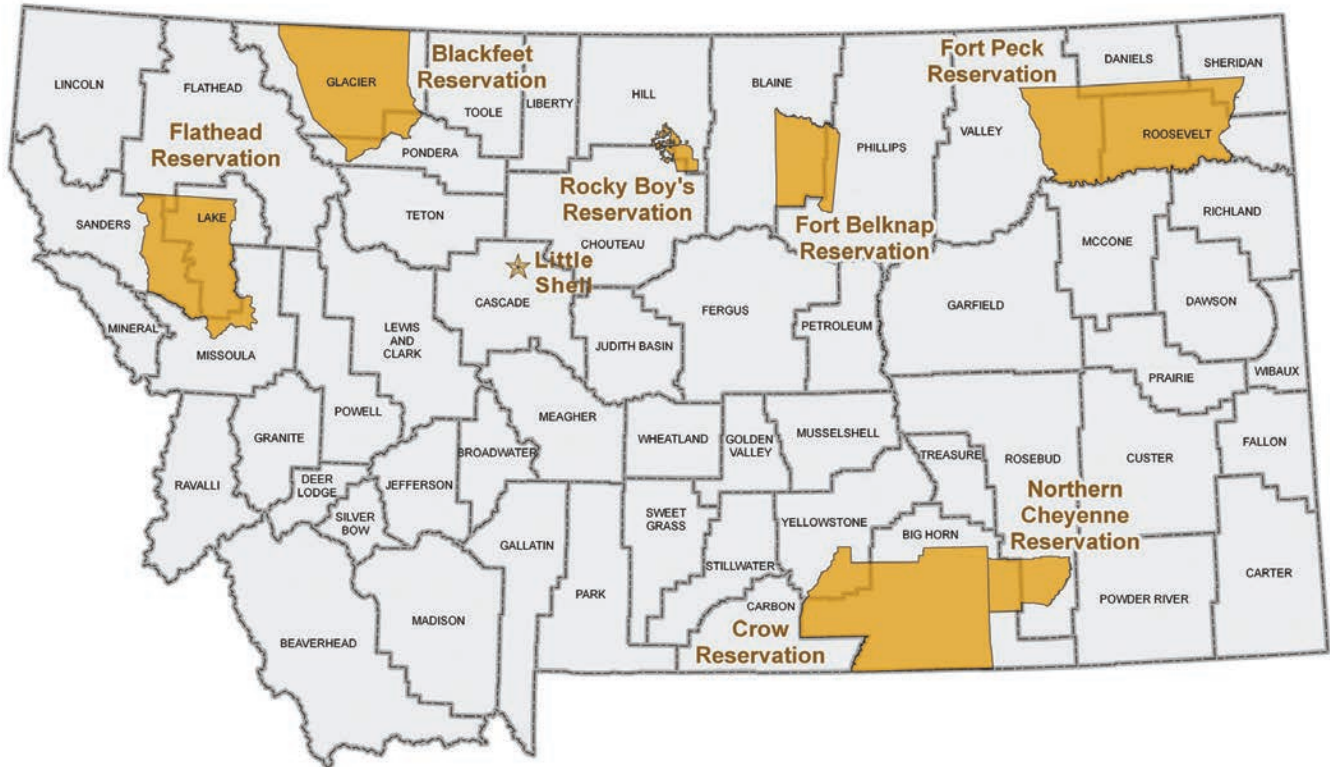 Blackfeet
Reservation
Fort Peck
Reservation
DANIELS
SHERIDAN
LINCOLN
FLATHEAD
GLACIER
TOOLE
LIBERTY
HILL
BLAINE
PHILLIPS
VALLEY
ROOSEVELT
Flathead
Reservation
PONDERA
Rocky Boy's
Reservation
Fort Belknap
Reservation
SANDERS
LAKE
TETON
CHOUTEAU
RICHLAND
MCCONE
Little
Shell
CASCADE
FERGUS
GARFIELD
DAWSON
MINERAL
MISSOULA
LEWIS
AND
CLARK
JUDITH BASIN
PETROLEUM
PRAIRIE
WIBAUX
POWELL
MEAGHER
GRANITE
BROADWATER
WHEATLAND
GOLDEN
VALLEY
MUSSELSHELL
TREASURE
ROSEBUD
CUSTER
FALLON
RAVALLI
DEER
LODGE
JEFFERSON
SILVER
BOW
GALLATIN
SWEET
GRASS
YELLOWSTONE
Northern
Cheyenne
Reservation
BIG HORN
STILLWATER
PARK
CARBON
POWDER RIVER
CARTER
MADISON
BEAVERHEAD
Crow
Reservation